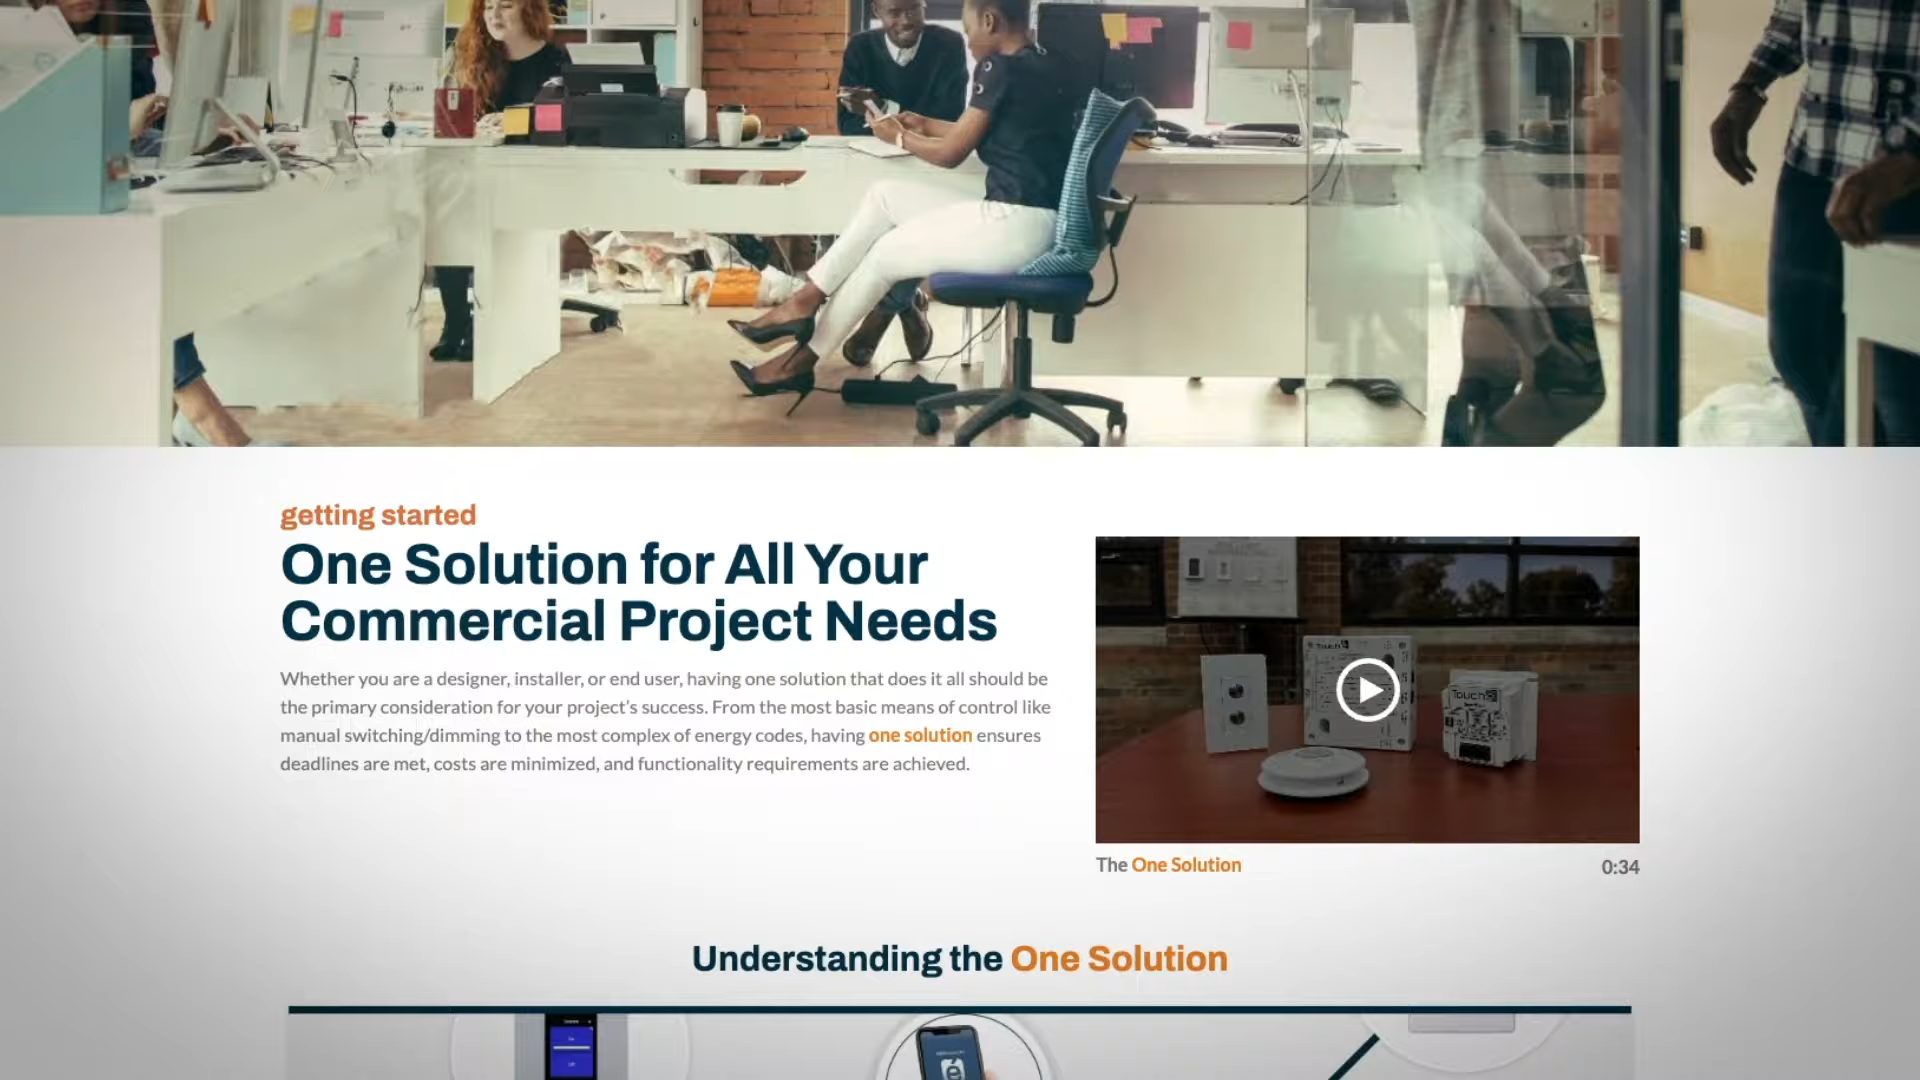 getting started
One Solution for All Your
Commercial Project Needs
Whether you are a designer, installer, or end user, having one solution that does it all should be
the primary consideration for your project's success. From the most basic means of control like
manual switching/dimming to the most complex of energy codes, having one solution ensures
deadlines are met, costs are minimized, and functionality requirements are achieved.
Touch
Touch
The One Solution
0:34
Understanding the One Solution